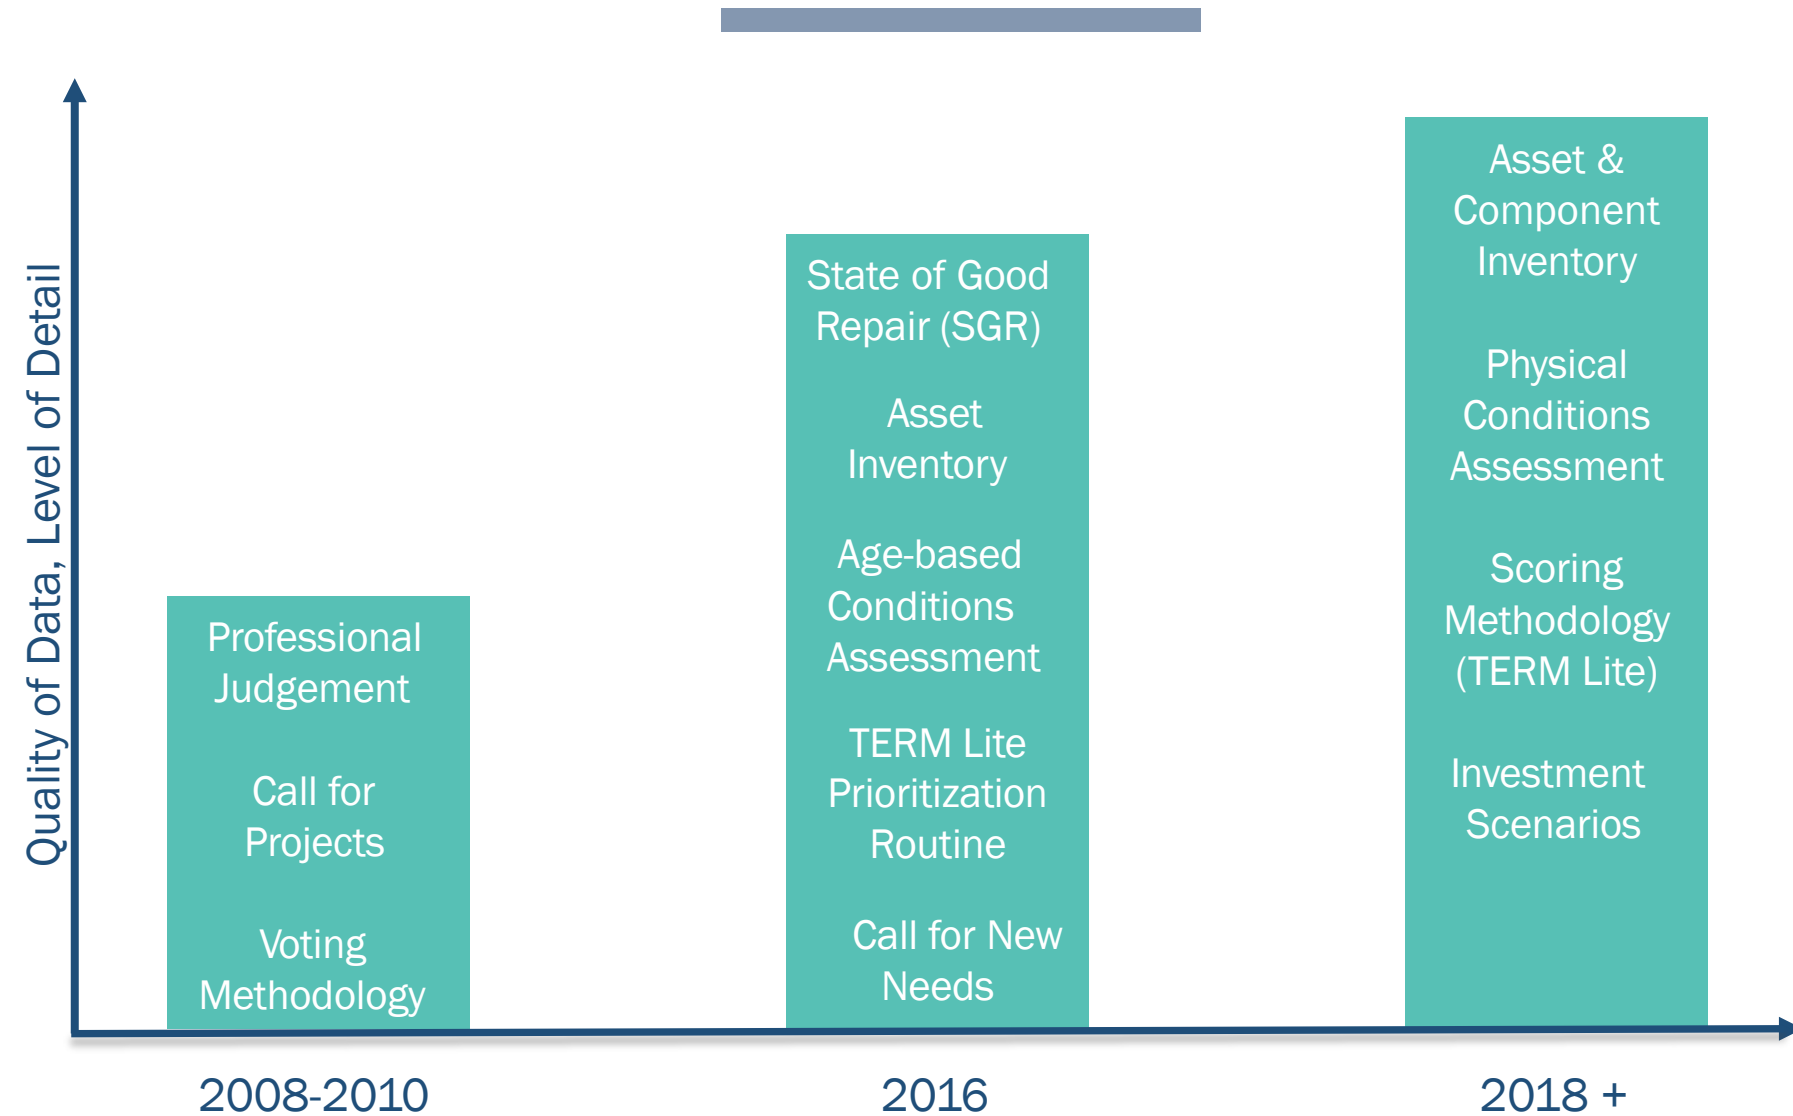 Quality of Data, Level of Detail
Professional
Judgement
Call for
Projects
Voting
Methodology
2008-2010
State of Good
Repair (SGR)
Asset
Inventory
Age-based
Conditions
Assessment
TERM Lite
Prioritization
Routine
Call for New
Needs
2016
Asset &
Component
Inventory
Physical
Conditions
Assessment
Scoring
Methodology
(TERM Lite)
Investment
Scenarios
2018 +